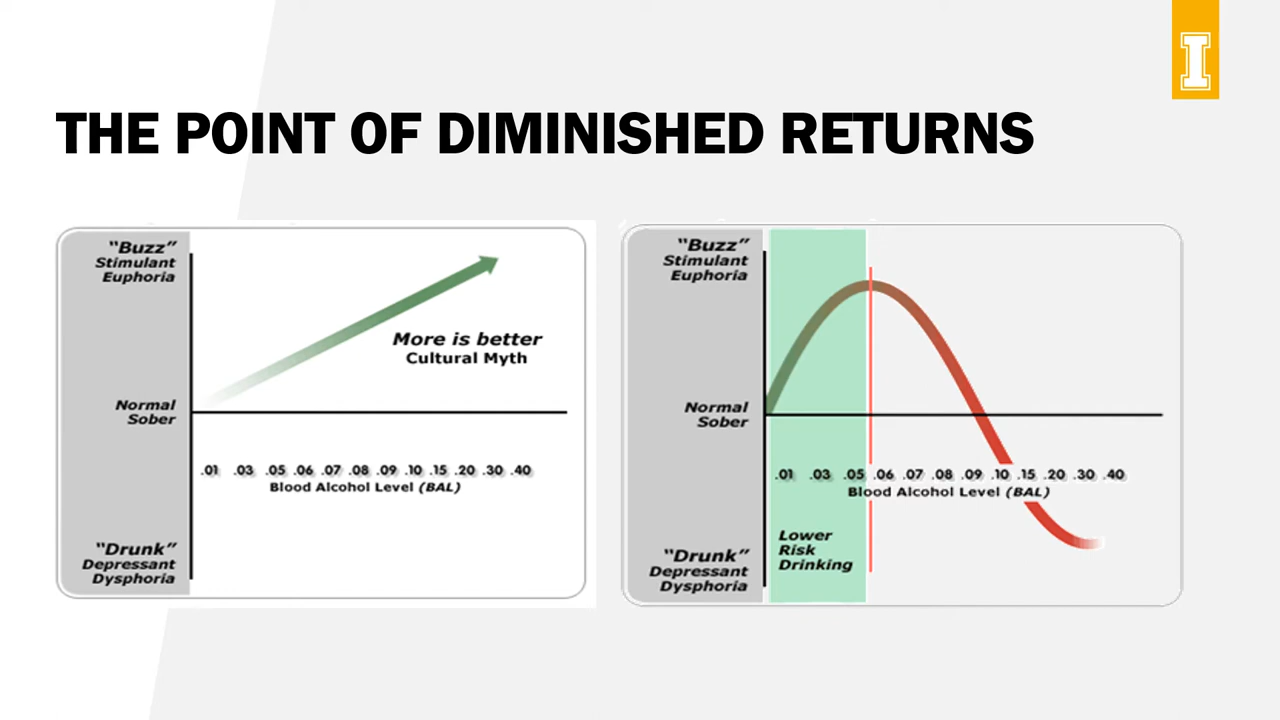 I
THE POINT OF DIMINISHED RETURNS
"Buzz"
Stimulant
Euphoria
More is better
Cultural Myth
Normal
Sober
.01 .03 .05 .06 .07 .08 .09 .10 .15 .20 .30 .40
Blood Alcohol Level (BAL)
"Drunk"
Depressant
Dysphoria
"Buzz"
Stimulant
Euphoria
Normal
Sober
.01 .03 .05 .06 .07 .08 .09 .10 .15 .20 .30 .40
Blood Alcohol Level (BAL)
Lower
Risk
Drinking
"Drunk"
Depressant
Dysphoria